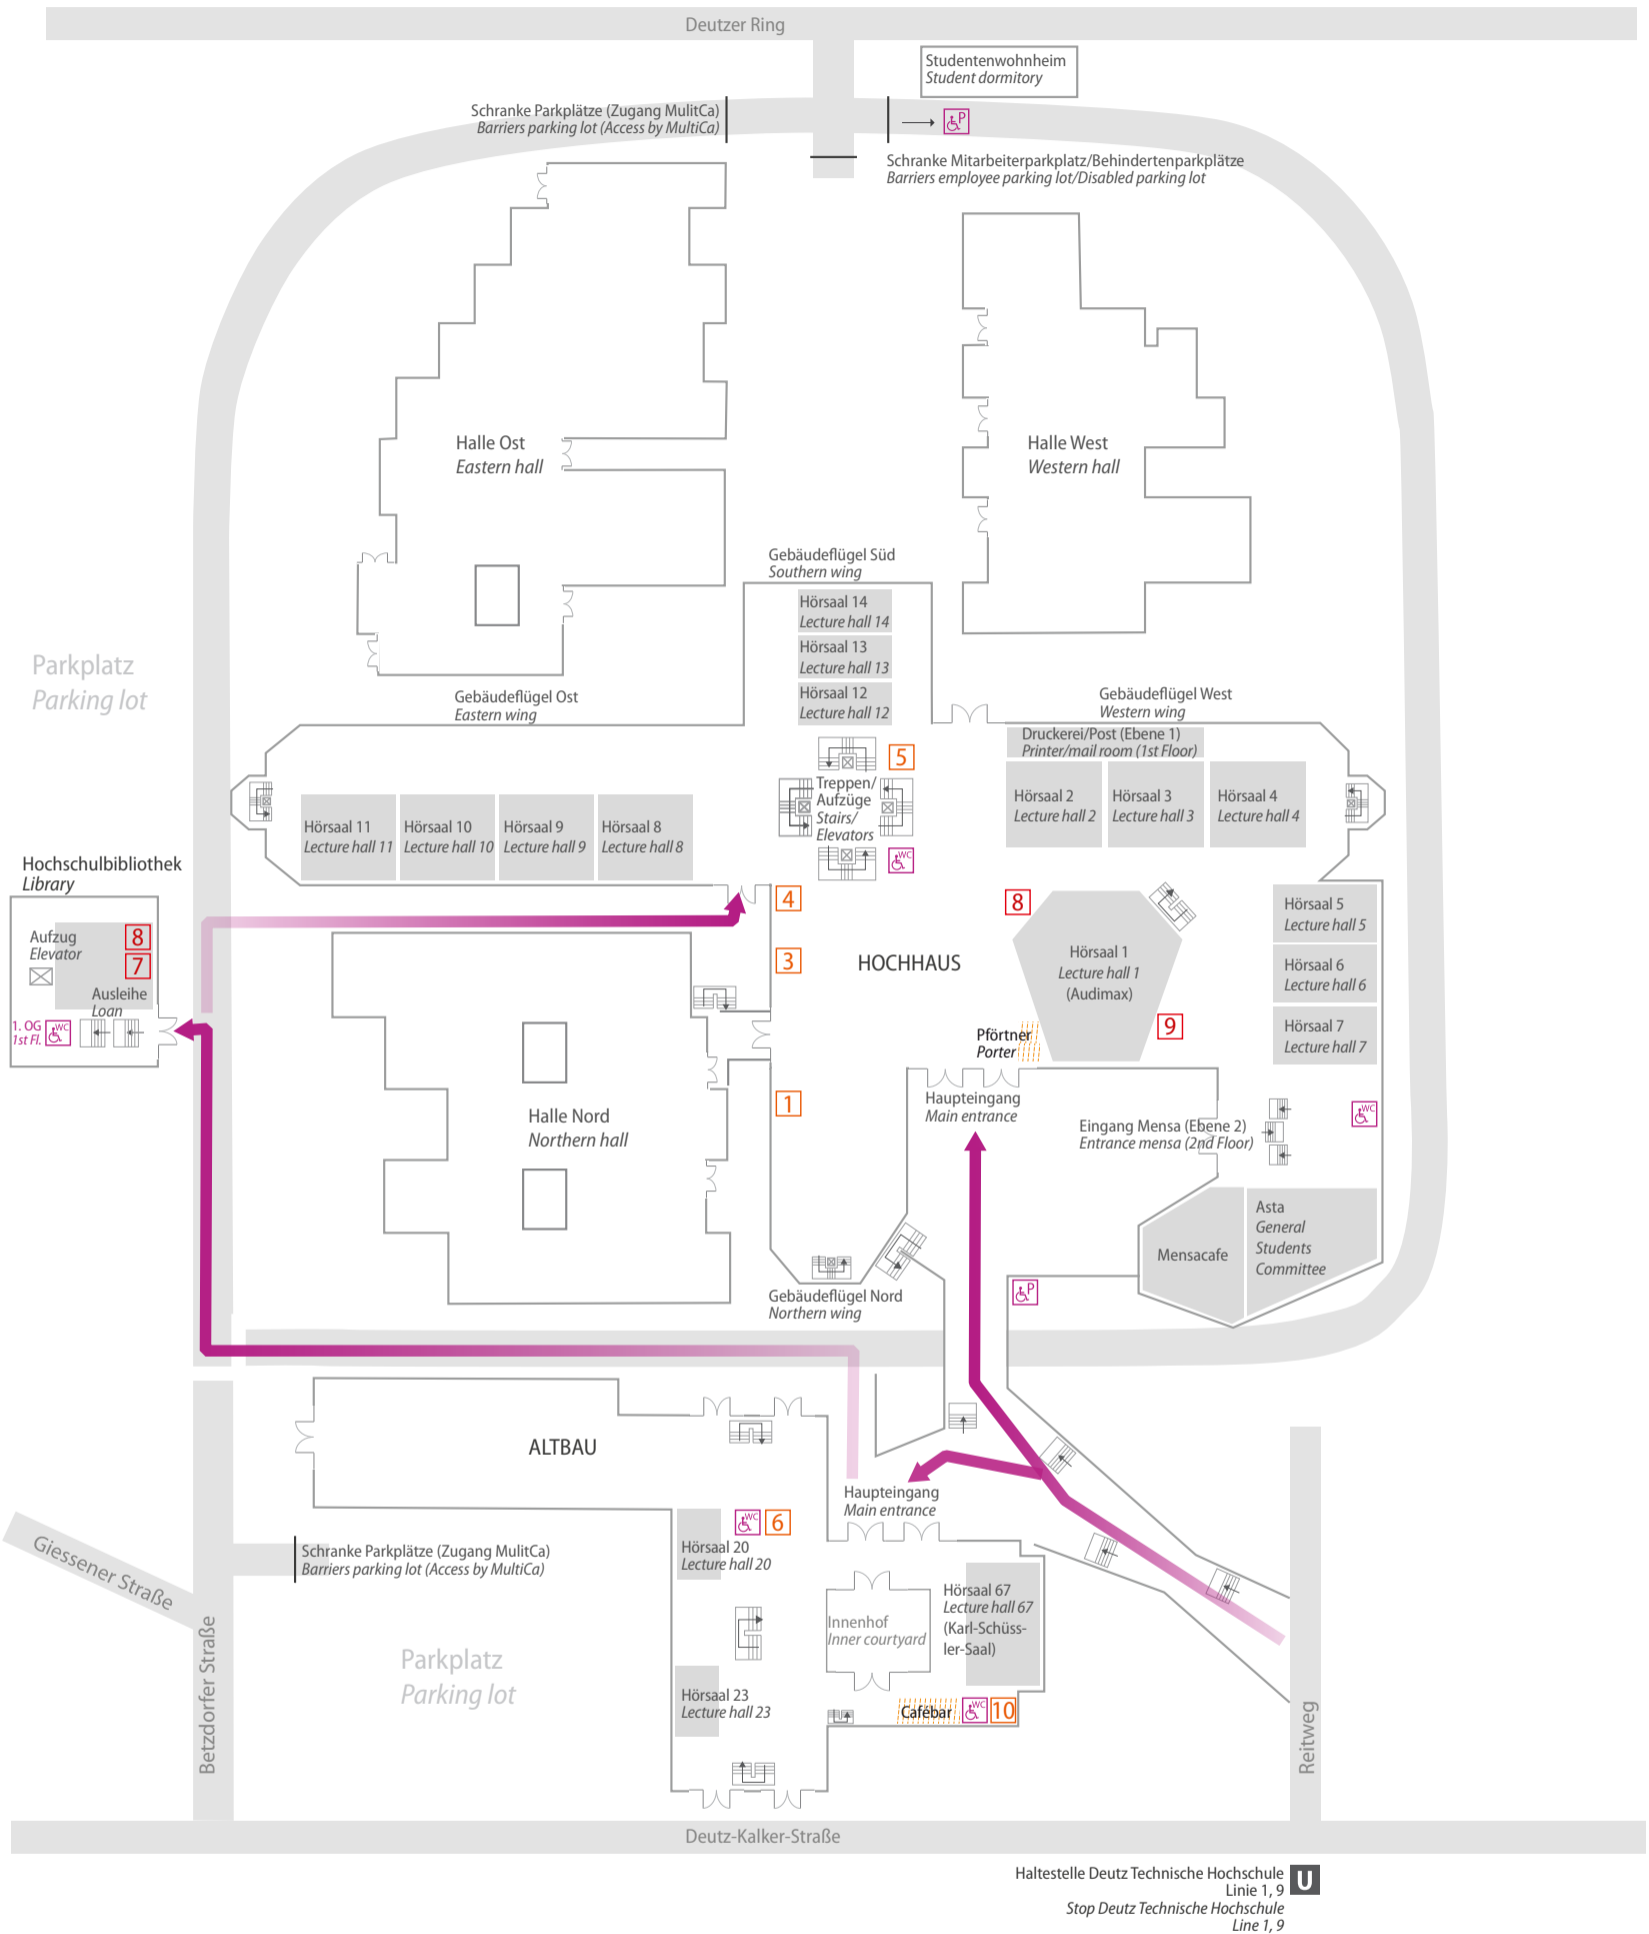 Deutzer Ring
Studentenwohnheim
Student dormitory
Schranke Parkplätze (Zugang MulitCa)
Barriers parking lot (Access by MultiCa)
P
Schranke Mitarbeiterparkplatz/Behindertenparkplätze
Barriers employee parking lot/Disabled parking lot
Halle Ost
Eastern hall
Halle West
Western hall
Gebäudeflügel Süd
Southern wing
Hörsaal 14
Lecture hall 14
Hörsaal 13
Lecture hall 13
Hörsaal 12
Lecture hall 12
Parkplatz
Parking lot
Gebäudeflügel Ost
Eastern wing
Gebäudeflügel West
Western wing
Druckerei/Post (Ebene 1)
Printer/mail room (1st Floor)
5
Treppen/
Aufzüge
Stairs/
Elevators
WC
Hörsaal 2
Lecture hall 2
Hörsaal 3
Lecture hall 3
Hörsaal 4
Lecture hall 4
Hörsaal 11
Lecture hall 11
Hörsaal 10
Lecture hall 10
Hörsaal 9
Lecture hall 9
Hörsaal 8
Lecture hall 8
Hochschulbibliothek
Library
Aufzug
Elevator
8
7
Ausleihe
Loan
1. OG
1st Fl.
WC
4
3
1
HOCHHAUS
8
Hörsaal 1
Lecture hall 1
(Audimax)
9
Pförtner
Porter
Hörsaal 5
Lecture hall 5
Hörsaal 6
Lecture hall 6
Hörsaal 7
Lecture hall 7
Haupteingang
Main entrance
Halle Nord
Northern hall
Eingang Mensa (Ebene 2)
Entrance mensa (2nd Floor)
WC
Mensacafe
Asta
General
Students
Committee
Gebäudeflügel Nord
Northern wing
P
ALTBAU
Haupteingang
Main entrance
WC
6
Hörsaal 20
Lecture hall 20
Giessener Straße
Schranke Parkplätze (Zugang MulitCa)
Barriers parking lot (Access by MultiCa)
Hörsaal 67
Lecture hall 67
(Karl-Schüss-
ler-Saal)
Innenhof
Inner courtyard
Betzdorfer Straße
Parkplatz
Parking lot
Hörsaal 23
Lecture hall 23
Cafébar
WC
10
Reitweg
Deutz-Kalker-Straße
Haltestelle Deutz Technische Hochschule
U
Linie 1, 9
Stop Deutz Technische Hochschule
Line 1, 9